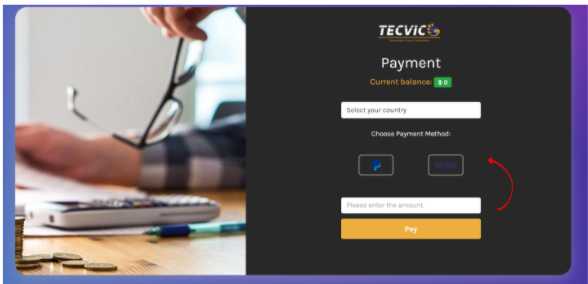 TECVIC
Payment
Current balance: $ 0
Select your country
Choose Payment Method:
stripe
Please enter the amount.
Pay